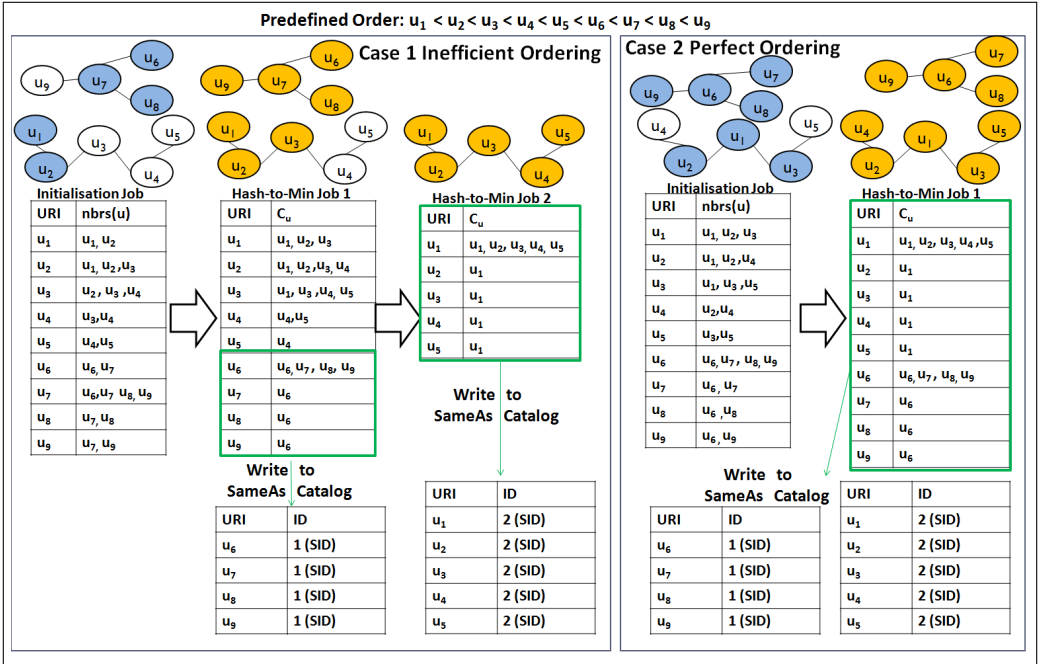 Predefined Order: u1 < u2 < u3 < u4 < u5 < u6 < u7 < u8 < u9
Case 1 Inefficient Ordering
u9 u7 u6 u8
u1 u2 u3 u5 u4
u9 u7 u6 u8
u1 u2 u3 u5 u4
u1 u2 u3 u5 u4
Initialisation Job
URI nbrs(u)
u1 u1, u2
u2 u1, u2 ,u3
u3 u2 , u3 ,u4
u4 u3,u4
u5 u4,u5
u6 u6, u7
u7 u6,u7 u8, u9
u8 u7, u8
u9 u7, u9
Hash-to-Min Job 1
URI Cu
u1 u1, u2, u3
u2 u1, u2 ,u3, u4
u3 u1, u3 ,u4, u5
u4 u4,u5
u5 u4
u6 u6, u7 , u8, u9
u7 u6
u8 u6
u9 u6
Hash-to-Min Job 2
URI Cu
u1 u1, u2, u3, u4, u5
u2 u1
u3 u1
u4 u1
u5 u1
Write to
SameAs Catalog
URI ID
u6 1 (SID)
u7 1 (SID)
u8 1 (SID)
u9 1 (SID)
Write to
SameAs Catalog
URI ID
u1 2 (SID)
u2 2 (SID)
u3 2 (SID)
u4 2 (SID)
u5 2 (SID)
Case 2 Perfect Ordering
u9 u6 u7 u8
u4 u2 u1 u5 u3
u9 u6 u7 u8
u4 u2 u1 u5 u3
Initialisation Job
URI nbrs(u)
u1 u1, u2, u3
u2 u1, u2,u4
u3 u1, u3 ,u5
u4 u2,u4
u5 u3,u5
u6 u6, u7 , u8, u9
u7 u6 ,u7
u8 u6 ,u8
u9 u6 ,u9
Hash-to-Min Job 1
URI Cu
u1 u1, u2, u3 ,u4 ,u5
u2 u1
u3 u1
u4 u1
u5 u1
u6 u6, u7 , u8, u9
u7 u6
u8 u6
u9 u6
Write to
SameAs Catalog
URI ID
u6 1 (SID)
u7 1 (SID)
u8 1 (SID)
u9 1 (SID)
URI ID
u1 2 (SID)
u2 2 (SID)
u3 2 (SID)
u4 2 (SID)
u5 2 (SID)